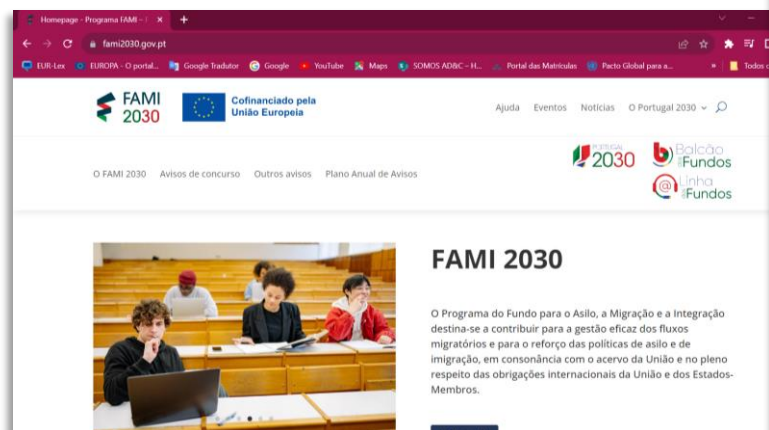 Homepage - Programa FAMI –
fami2030.gov.pt
EUR-Lex EUROPA - O portal... Google Tradutor Google YouTube Maps SOMOS AD&C – H... Portal das Matrículas Pacto Global para a... » Todos
FAMI
2030
Cofinanciado pela
União Europeia
Ajuda Eventos Notícias O Portugal 2030
O FAMI 2030 Avisos de concurso Outros avisos Plano Anual de Avisos
PORTUGAL
2030
Balcão
dos Fundos
Linha
dos Fundos
FAMI 2030
O Programa do Fundo para o Asilo, a Migração e a Integração
destina-se a contribuir para a gestão eficaz dos fluxos
migratórios e para o reforço das políticas de asilo e de
imigração, em consonância com o acervo da União e no pleno
respeito das obrigações internacionais da União e dos Estados-
Membros.